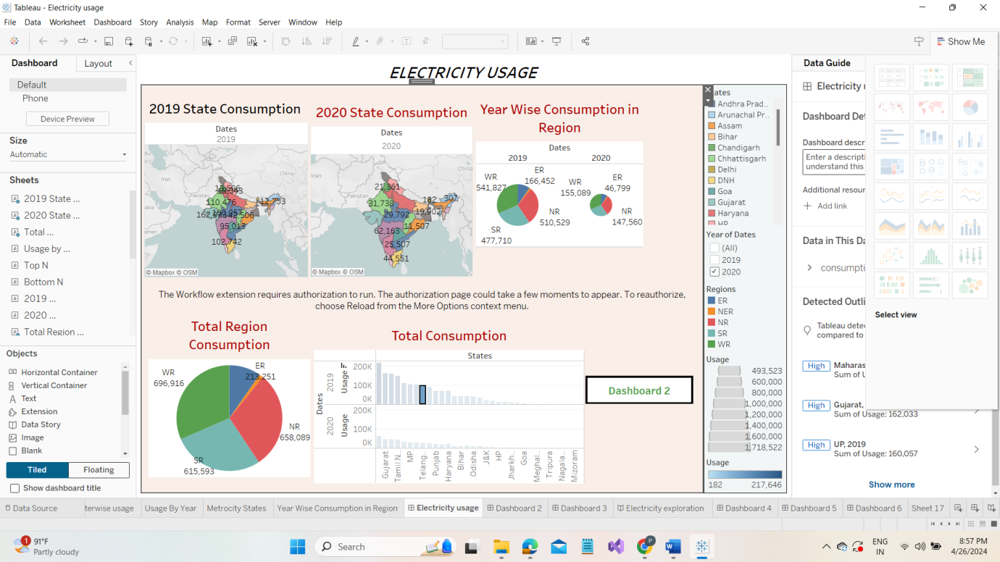 Tableau - Electricity usage
File Data Worksheet Dashboard Story Analysis Map Format Server Window Help
Show Me
Dashboard
Layout
Default
Phone
Device Preview
Size
Automatic
Sheets
2019 State ...
2020 State ...
Total ...
Usage by ...
Top N
Bottom N
2019 ...
2020 ...
Total Region ...
Objects
Horizontal Container
Vertical Container
Text
Extension
Data Story
Image
Blank
Tiled
Floating
Show dashboard title
ELECTRICITY USAGE
2019 State Consumption
Dates
2019
Iran
China
Pakistan
110,476
12,753
95,013
102,742
© Mapbox © OSM
2020 State Consumption
Dates
2020
Iran
China
Pakistan
21,361
31,733
182
307
29,792
19,902
62,163
11,507
25,507
44,551
© Mapbox © OSM
Year Wise Consumption in
Region
Dates
2019
2020
WR
541,827
ER
166,452
NR
510,529
SR
477,710
WR
155,089
ER
46,799
NR
147,560
The Workflow extension requires authorization to run. The authorization page could take a few moments to appear. To reauthorize,
choose Reload from the More Options context menu.
Total Region
Consumption
WR
696,916
ER
213,251
NR
658,089
SR
615,593
Total Consumption
States
Dates
2019
Usage
200K
100K
0K
2020
Usage
200K
100K
0K
Gujarat
Tamil N..
MP
Telang..
Punjab
Haryana
Bihar
Odisha
J&K
HP
Jharkh..
Goa
Meghal..
Tripura
Nagala..
Mizoram
Dashboard 2
Andhra Prad..
Arunachal Pr..
Assam
Bihar
Chandigarh
Chhattisgarh
Delhi
DNH
Goa
Gujarat
Haryana
HP
Year of Dates
(All)
2019
2020
Regions
ER
NER
NR
SR
WR
Usage
493,523
600,000
800,000
1,000,000
1,200,000
1,400,000
1,600,000
1,718,522
Usage
182
217,646
Data Guide
Electricity
Dashboard Det
Dashboard descr
Enter a descripti
understand this
Additional resour
Add link
Data in This Da
consumpti
Detected Outli
Tableau detec
compared to
High
Maharas
Sum of U
High
Gujarat,
Sum of Usage: 162,033
High
UP, 2019
Sum of Usage: 160,057
Show more
Select view
Data Source
terwise usage
Usage By Year
Metrocity States
Year Wise Consumption in Region
Electricity usage
Dashboard 2
Dashboard 3
Electricity exploration
Dashboard 4
Dashboard 5
Dashboard 6
Sheet 17
1
91°F
Partly cloudy
Search
P
ENG
IN
8:57 PM
4/26/2024